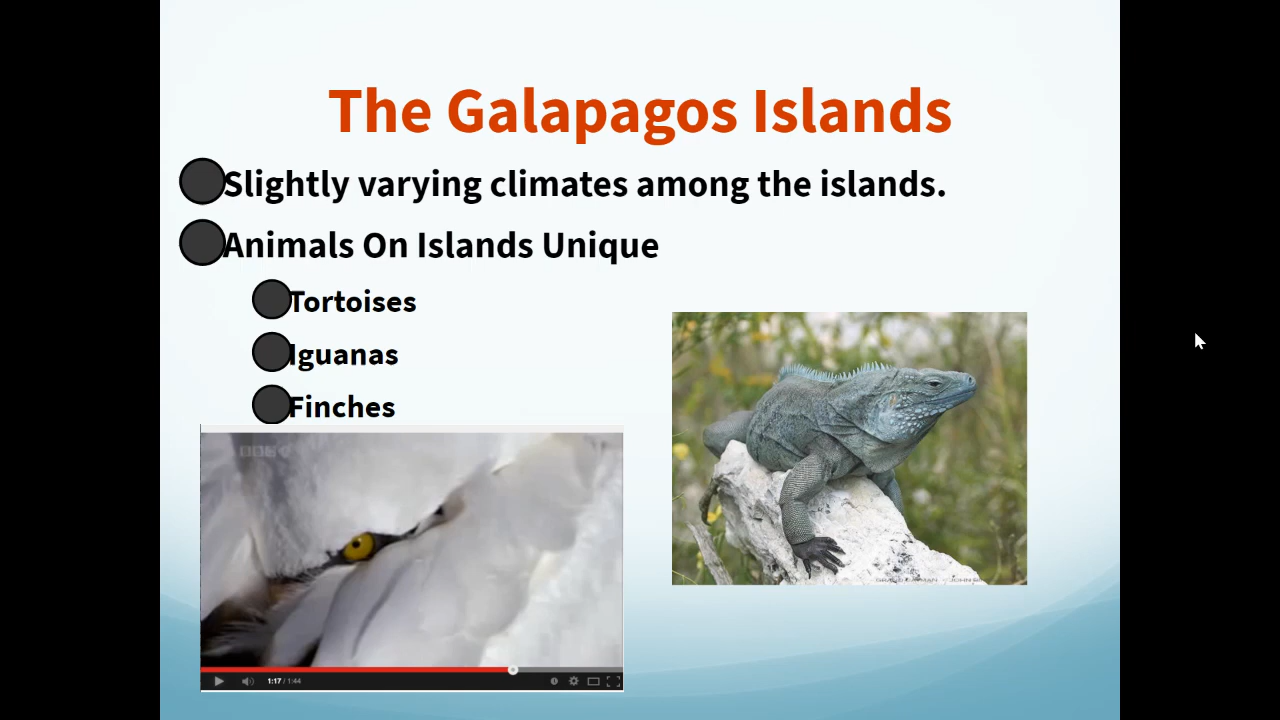 The Galapagos Islands
Slightly varying climates among the islands.
Animals On Islands Unique
Tortoises
Iguanas
Finches
BBC
1:17 / 1:44